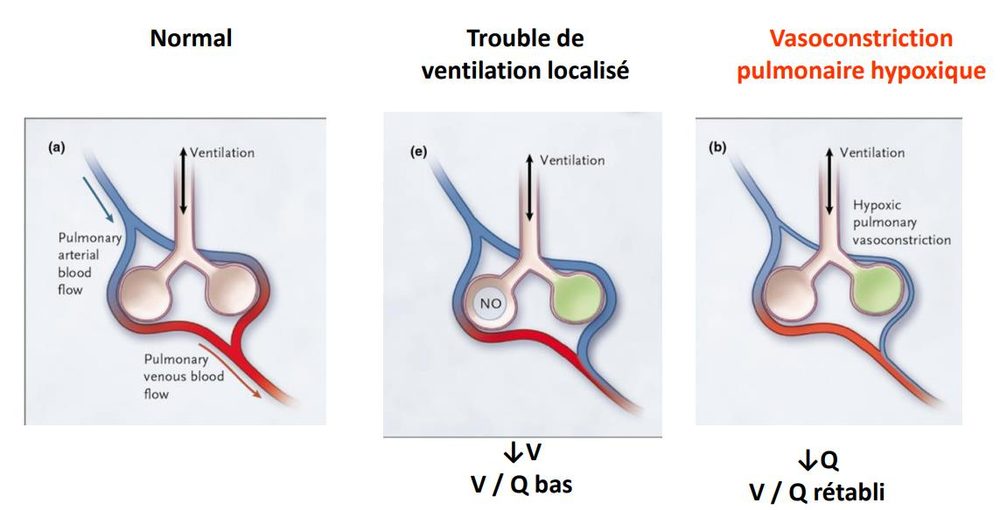 Normal
Trouble de
ventilation localisé
Vasoconstriction
pulmonaire hypoxique
(a)
Ventilation
Pulmonary
arterial
blood
flow
Pulmonary
venous blood
flow
(e)
Ventilation
NO
↓V
V / Q bas
(b)
Ventilation
Hypoxic
pulmonary
vasoconstriction
↓Q
V / Q rétabli